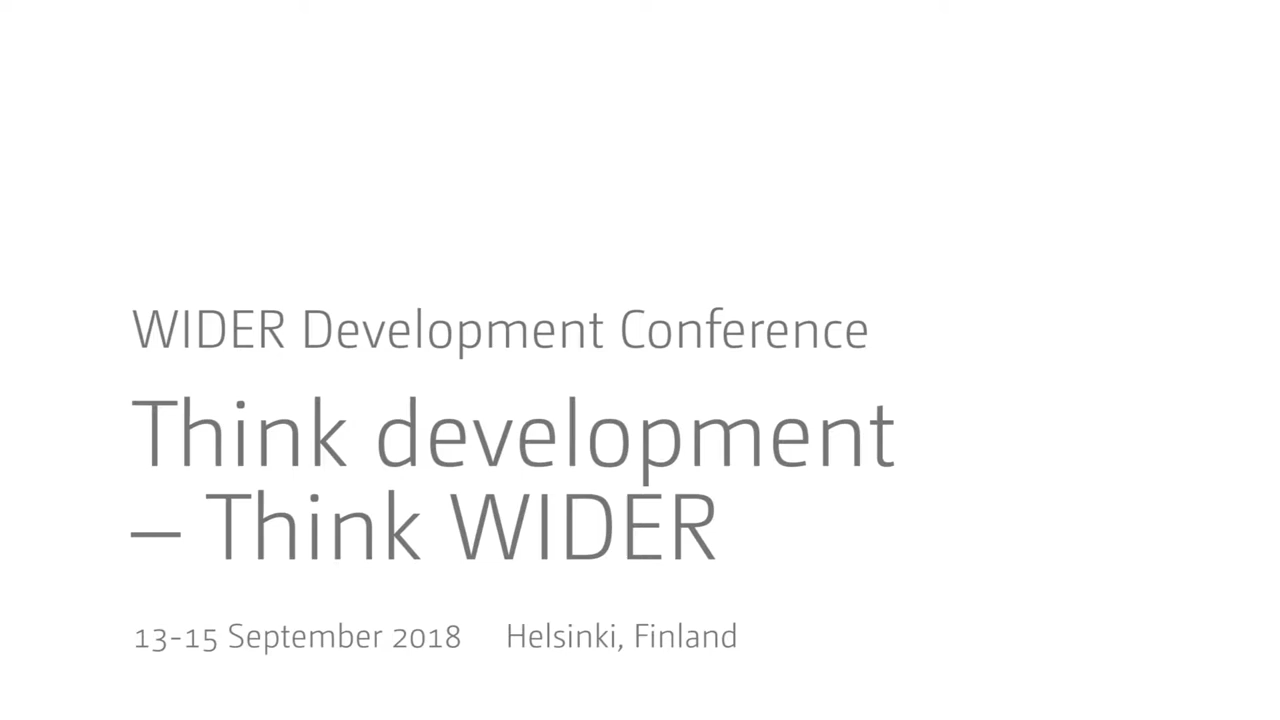 WIDER Development Conference
Think development
– Think WIDER
13-15 September 2018 Helsinki, Finland